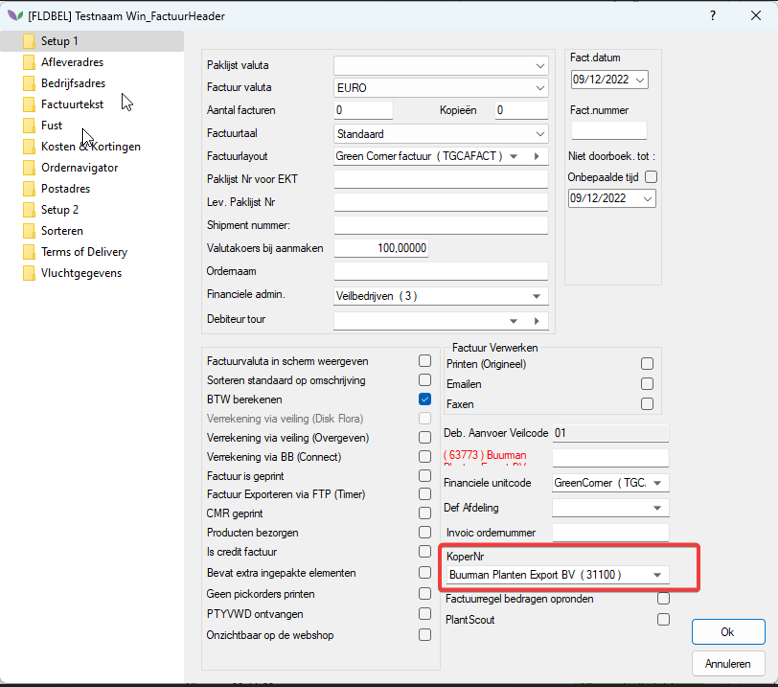 [FLDBEL] Testnaam Win_FactuurHeader
?
Setup 1
Afleveradres
Bedrijfsadres
Factuurtekst
Fust
Kosten & Kortingen
Ordernavigator
Postadres
Setup 2
Sorteren
Terms of Delivery
Vluchtgegevens
Paklijst valuta
Factuur valuta EURO
Aantal facturen 0 Kopieën 0
Factuurtaal Standaard
Factuurlayout Green Corner factuur ( TGCAFACT )
Paklijst Nr voor EKT
Lev. Paklijst Nr
Shipment nummer:
Valutakoers bij aanmaken 100,00000
Ordernaam
Financiele admin. Veilbedrijven ( 3 )
Debiteur tour
Fact.datum
09/12/2022
Fact.nummer
Niet doorboek. tot :
Onbepaalde tijd
09/12/2022
Factuurvaluta in scherm weergeven
Sorteren standaard op omschrijving
BTW berekenen
Verrekening via veiling (Disk Flora)
Verrekening via veiling (Overgeven)
Verrekening via BB (Connect)
Factuur is geprint
Factuur Exporteren via FTP (Timer)
CMR geprint
Producten bezorgen
Is credit factuur
Bevat extra ingepakte elementen
Geen pickorders printen
PTYVWD ontvangen
Onzichtbaar op de webshop
Factuur Verwerken
Printen (Origineel)
Emailen
Faxen
Deb. Aanvoer Veilcode 01
( 63773 ) Buurman
Planten Export BV
Financiele unitcode GreenCorner ( TGC.
Def Afdeling
Invoic ordernummer
KoperNr
Buurman Planten Export BV ( 31100 )
Factuurregel bedragen opronden
PlantScout
Ok
Annuleren